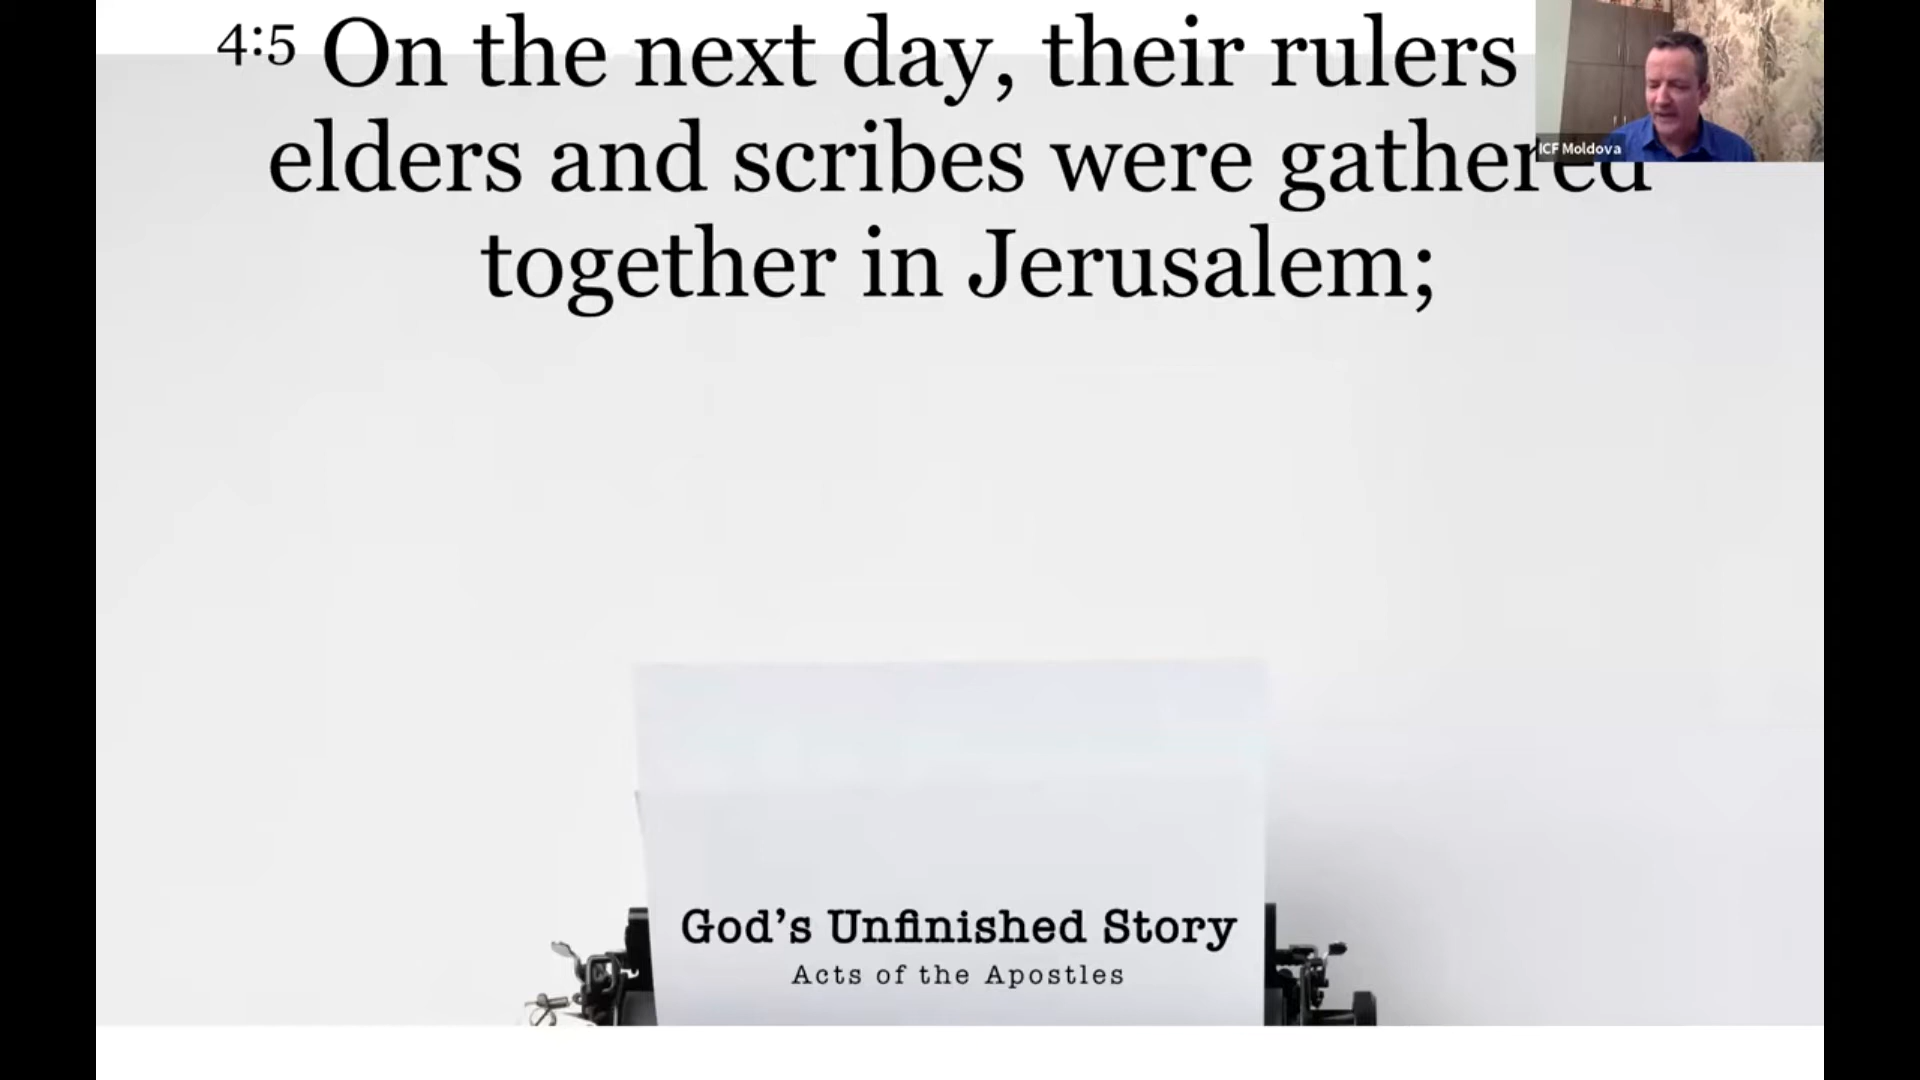 4:5 On the next day, their rulers
elders and scribes were gathered
together in Jerusalem;
ICF Moldova
God's Unfinished Story
Acts of the Apostles